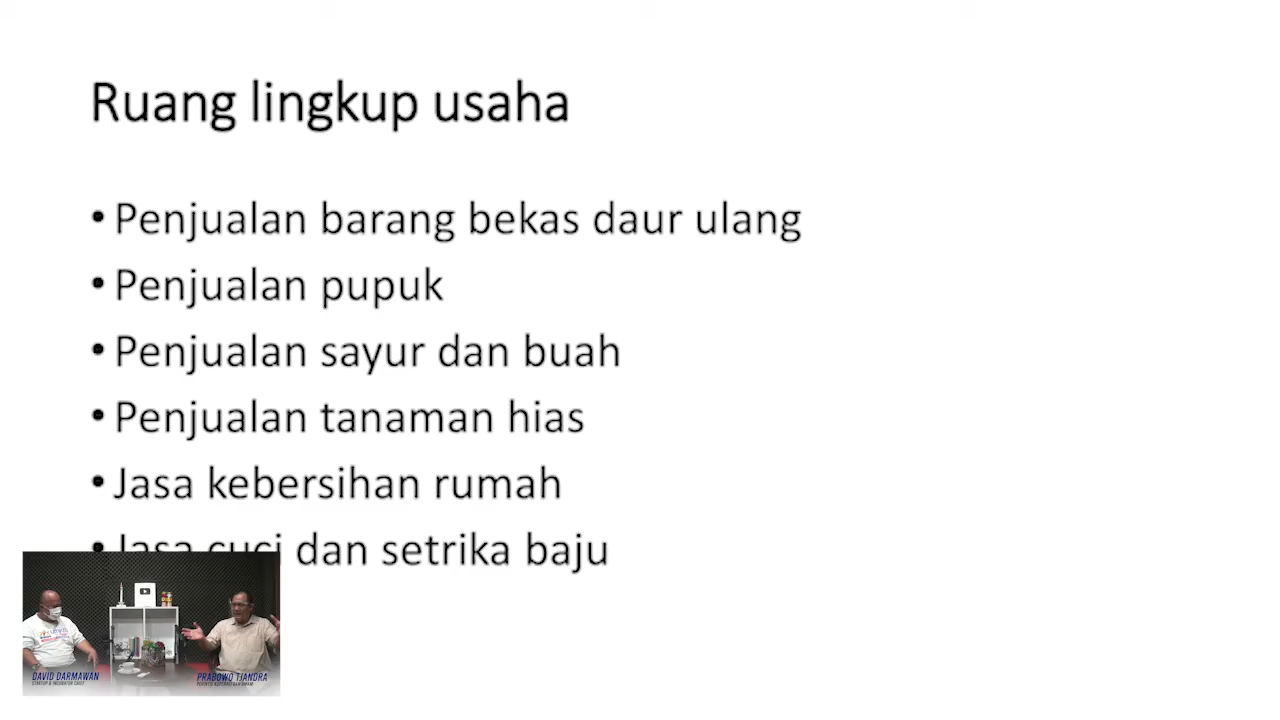 Ruang lingkup usaha
• Penjualan barang bekas daur ulang
• Penjualan pupuk
• Penjualan sayur dan buah
• Penjualan tanaman hias
• Jasa kebersihan rumah
• Jasa cuci dan setrika baju
DAVID DARMAWAN
PRABOWO TJANDRA